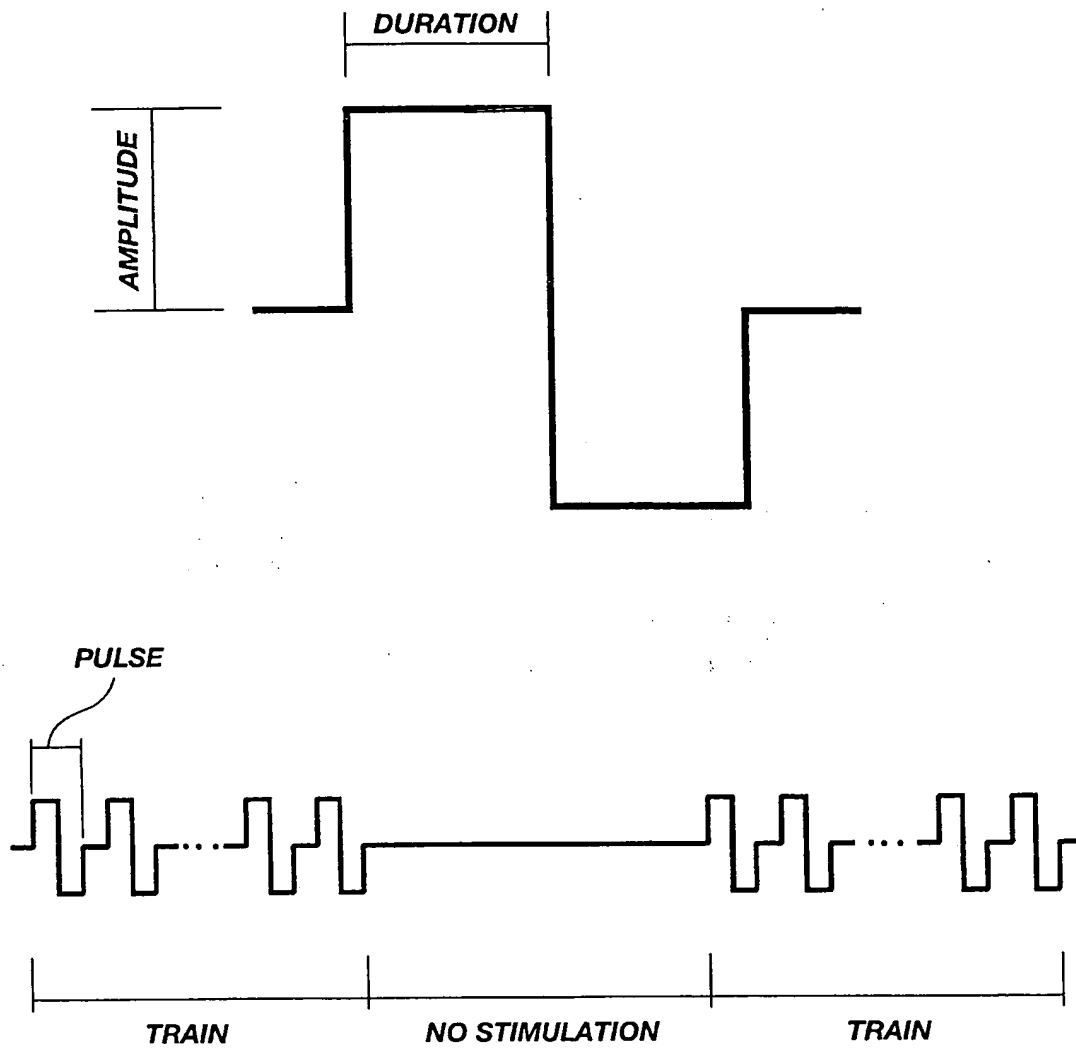 DURATION
AMPLITUDE
PULSE
TRAIN
NO STIMULATION
TRAIN